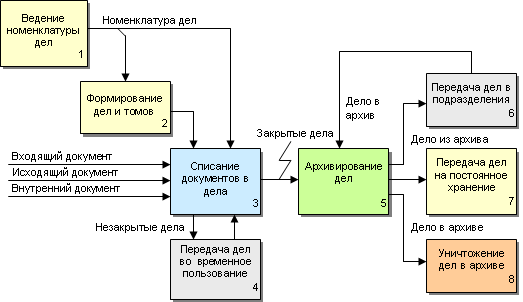 Ведение
номенклатуры
дел
1
Номенклатура дел
Формирование
дел и томов
2
Входящий документ
Исходящий документ
Внутренний документ
Списание
документов в
дела
3
Закрытые дела
Незакрытые дела
Передача дел
во временное
пользование
4
Архивирование
дел
5
Дело в
архив
Передача дел в
подразделения
6
Дело из архива
Передача дел
на постоянное
хранение
7
Дело в архиве
Уничтожение
дел в архиве
8